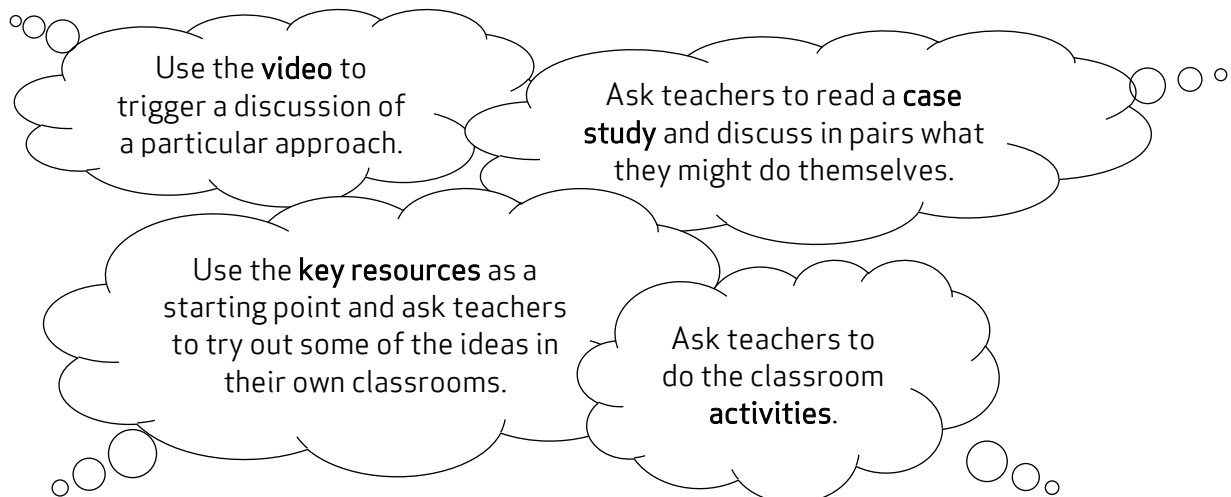 Use the video to
trigger a discussion of
a particular approach.
Ask teachers to read a case
study and discuss in pairs what
they might do themselves.
Use the key resources as a
starting point and ask teachers
to try out some of the ideas in
their own classrooms.
Ask teachers to
do the classroom
activities.